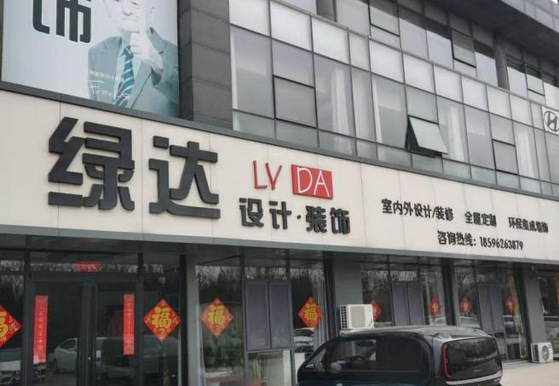 饰
绿达
LV DA
设计·装饰
室内外设计/装修 全屋定制 环保集成墙饰
咨询热线: 18596263879
福
福
福
福